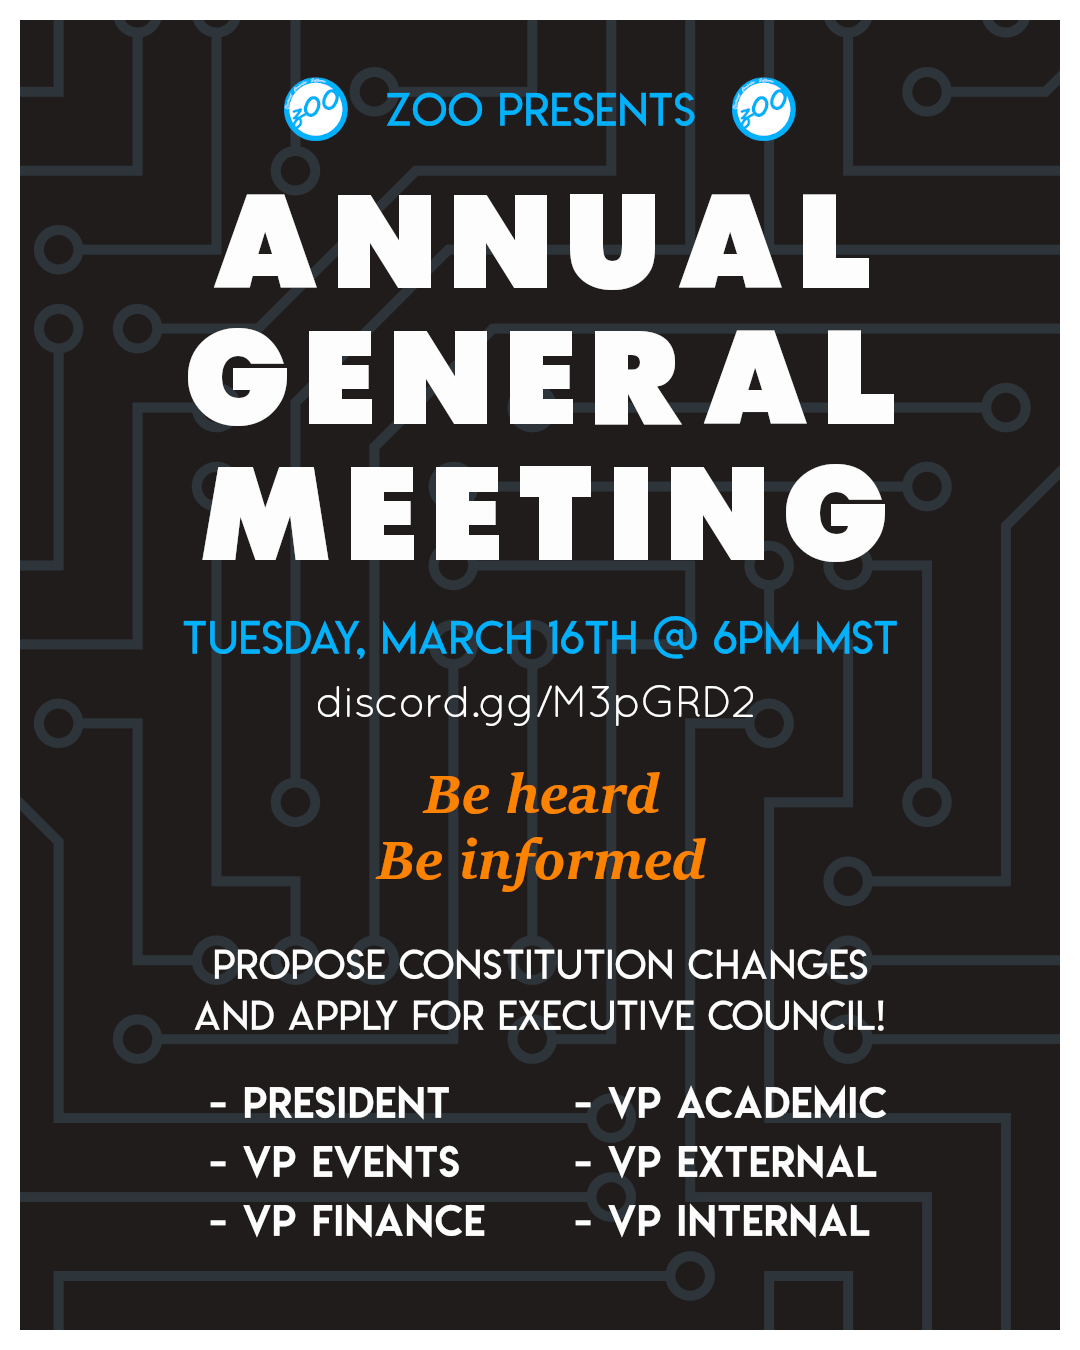 ZOO PRESENTS
ANNUAL
GENERAL
MEETING
TUESDAY, MARCH 16TH @ 6PM MST
discord.gg/M3pGRD2
Be heard
Be informed
PROPOSE CONSTITUTION CHANGES
AND APPLY FOR EXECUTIVE COUNCIL!
- PRESIDENT
- VP EVENTS
- VP FINANCE
- VP ACADEMIC
- VP EXTERNAL
- VP INTERNAL